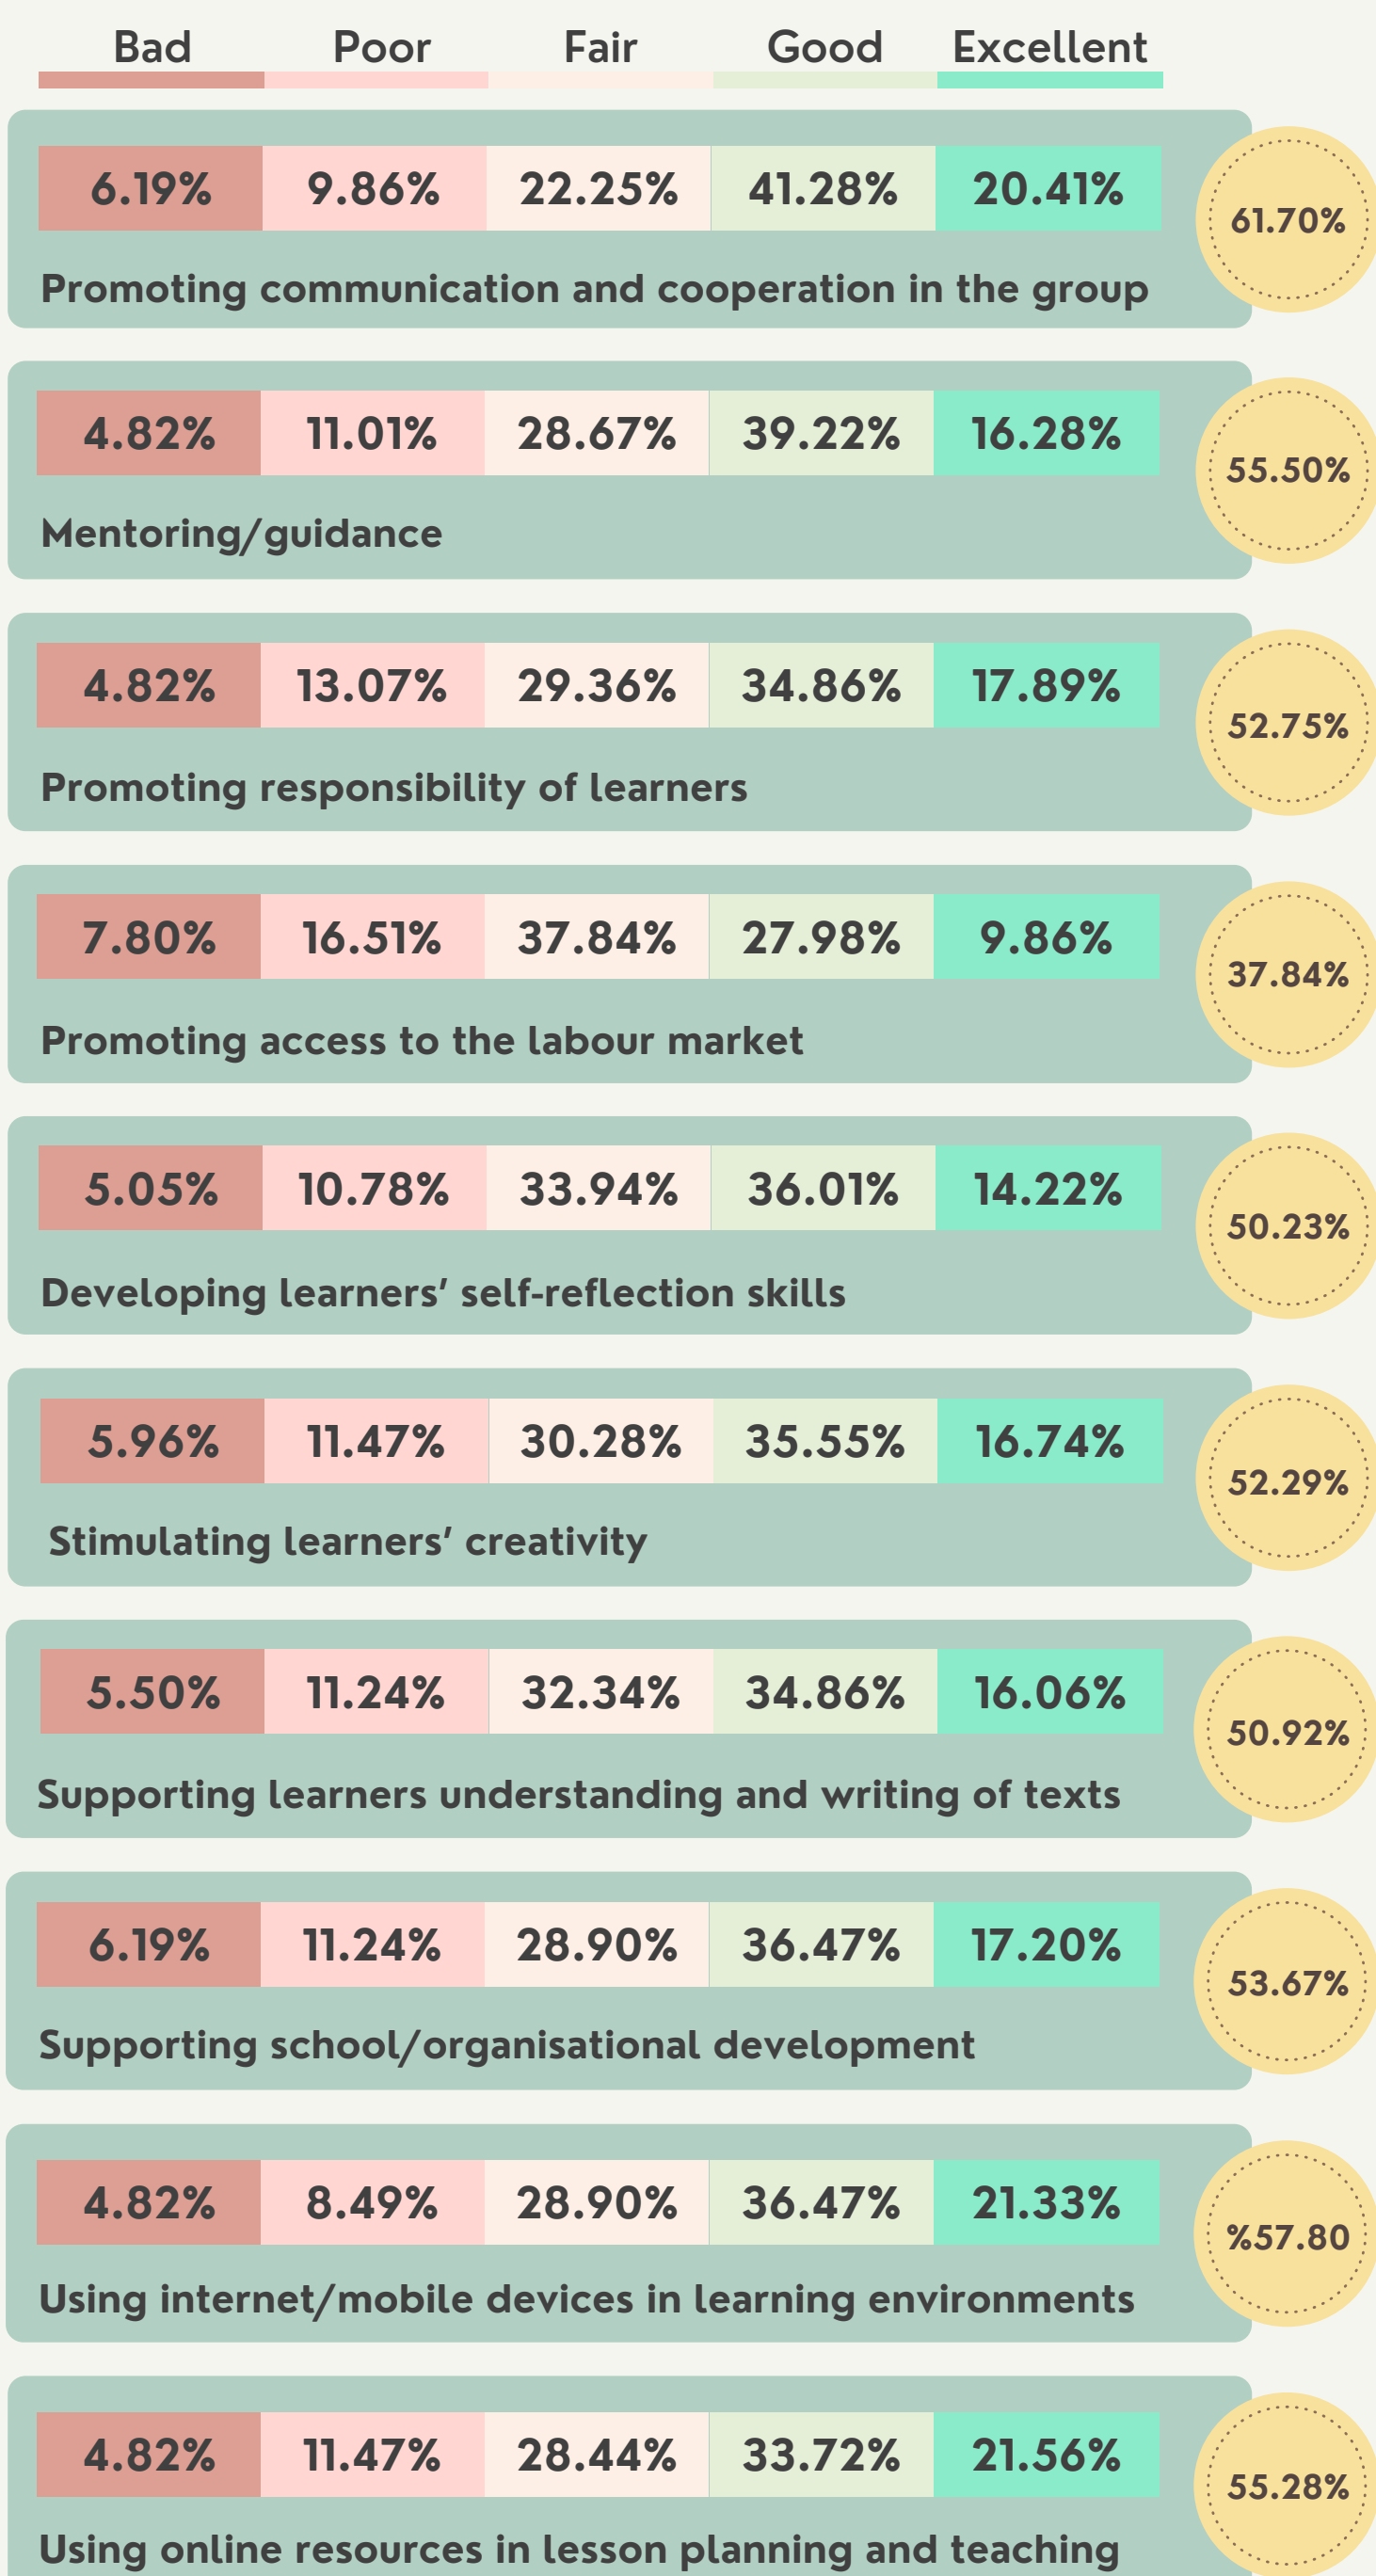 Bad Poor Fair Good Excellent
6.19% 9.86% 22.25% 41.28% 20.41%
61.70%
Promoting communication and cooperation in the group
4.82% 11.01% 28.67% 39.22% 16.28%
55.50%
Mentoring/guidance
4.82% 13.07% 29.36% 34.86% 17.89%
52.75%
Promoting responsibility of learners
7.80% 16.51% 37.84% 27.98% 9.86%
37.84%
Promoting access to the labour market
5.05% 10.78% 33.94% 36.01% 14.22%
50.23%
Developing learners’ self-reflection skills
5.96% 11.47% 30.28% 35.55% 16.74%
52.29%
Stimulating learners’ creativity
5.50% 11.24% 32.34% 34.86% 16.06%
50.92%
Supporting learners understanding and writing of texts
6.19% 11.24% 28.90% 36.47% 17.20%
53.67%
Supporting school/organisational development
4.82% 8.49% 28.90% 36.47% 21.33%
%57.80
Using internet/mobile devices in learning environments
4.82% 11.47% 28.44% 33.72% 21.56%
55.28%
Using online resources in lesson planning and teaching